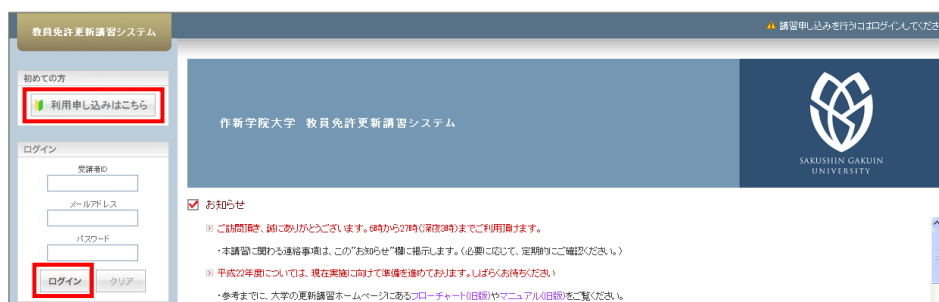 教員免許更新講習システム
⚠ 講習申し込みを行うにはログインしてくださ
初めての方
利用申し込みはこちら
ログイン
受講者ID
メールアドレス
パスワード
ログイン クリア
作新学院大学 教員免許更新講習システム
SAKUSHIN GAKUIN
UNIVERSITY
お知らせ
ご訪問頂き、誠にありがとうございます。6時から27時(深夜3時)までご利用頂けます。
・本講習に関わる連絡事項は、この"お知らせ"欄に掲示します。(必要に応じて、定期的にご確認ください。)
平成22年度については、現在実施に向けて準備を進めております。しばらくお待ちください
・参考までに、大学の更新講習ホームページにあるフローチャート(旧版)やマニュアル(旧版)をご覧ください。